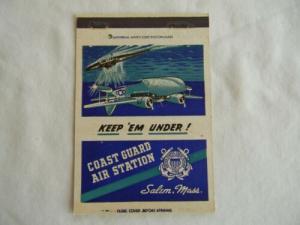 KEEP 'EM UNDER!
COAST GUARD
AIR STATION
Salem, Mass.
CLOSE COVER BEFORE STRIKING